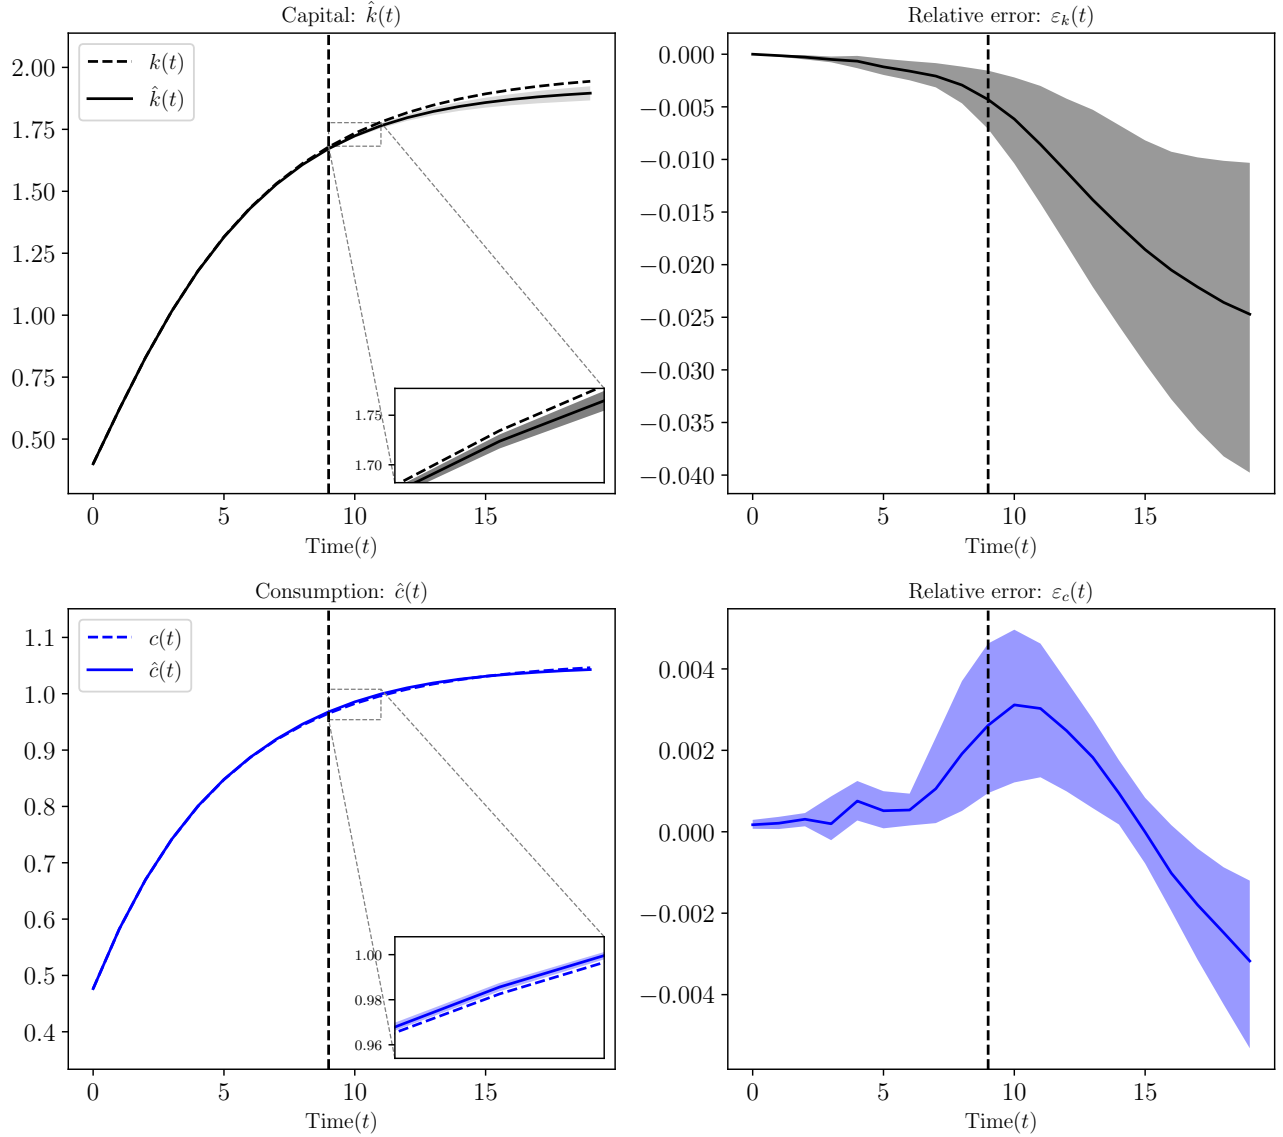 Capital: k̂(t)
k(t)
k̂(t)
2.00
1.75
1.50
1.25
1.00
0.75
0.50
1.75
1.70
0 5 10 15
Time(t)
Relative error: ε_k(t)
0.000
−0.005
−0.010
−0.015
−0.020
−0.025
−0.030
−0.035
−0.040
0 5 10 15
Time(t)
Consumption: ĉ(t)
c(t)
ĉ(t)
1.1
1.0
0.9
0.8
0.7
0.6
0.5
0.4
1.00
0.98
0.96
0 5 10 15
Time(t)
Relative error: ε_c(t)
0.004
0.002
0.000
−0.002
−0.004
0 5 10 15
Time(t)